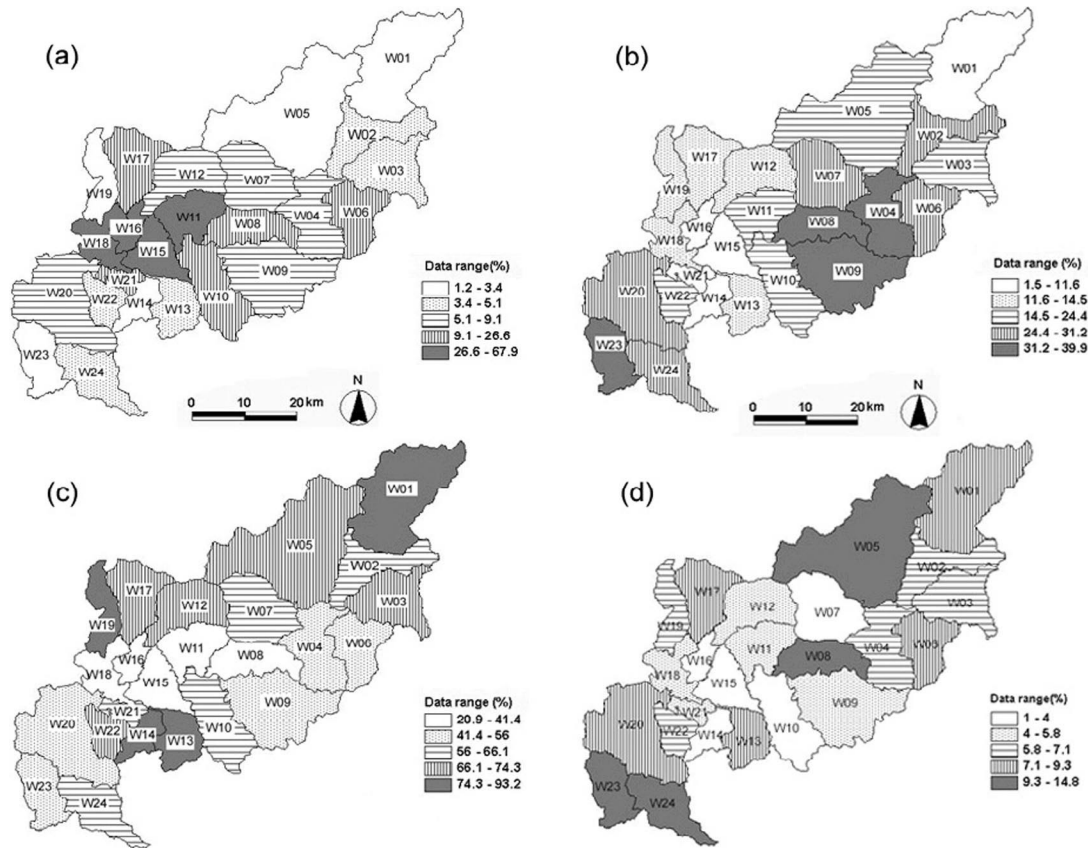 (a)
W01
W05
W02
W03
W17
W12
W07
W19
W04
W06
W11
W16
W08
W18
W15
W09
W21
W20
W10
W22
W14
W13
W23
W24
Data range(%)
1.2 - 3.4
3.4 - 5.1
5.1 - 9.1
9.1 - 26.6
26.6 - 67.9
N
0 10 20 km
(b)
W01
W05
W02
W03
W17
W12
W07
W19
W04
W06
W11
W16
W08
W18
W15
W09
W21
W20
W10
W22
W14
W13
W23
W24
Data range(%)
1.5 - 11.6
11.6 - 14.5
14.5 - 24.4
24.4 - 31.2
31.2 - 39.9
N
0 10 20 km
(c)
W01
W05
W02
W17
W12
W07
W03
W19
W04
W06
W11
W16
W08
W18
W15
W09
W21
W20
W10
W22
W14
W13
W23
W24
Data range (%)
20.9 - 41.4
41.4 - 56
56 - 66.1
66.1 - 74.3
74.3 - 93.2
(d)
W01
W05
W02
W17
W12
W07
W03
W19
W04
W06
W11
W16
W08
W18
W15
W09
W21
W20
W10
W22
W14
W13
W23
W24
Data range (%)
1 - 4
4 - 5.8
5.8 - 7.1
7.1 - 9.3
9.3 - 14.8